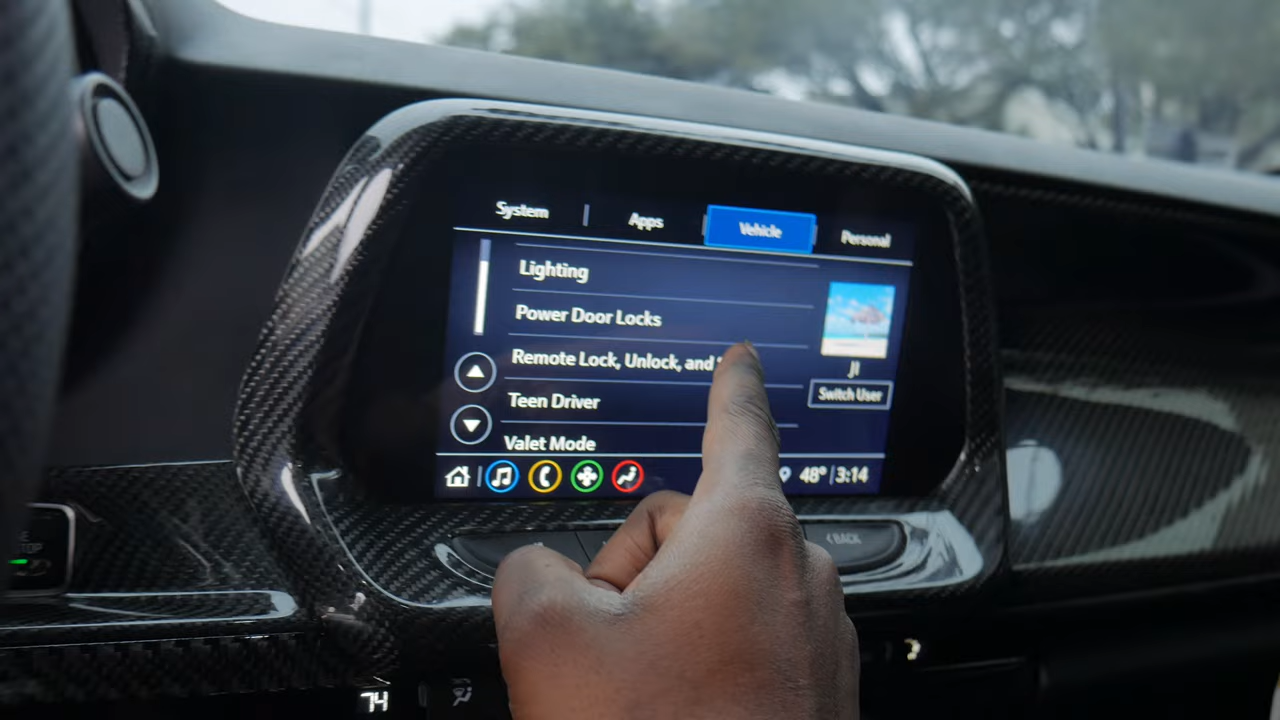 System
Apps
Vehicle
Personal
Lighting
Power Door Locks
Remote Lock, Unlock, and
Teen Driver
Valet Mode
JI
Switch User
48° 3:14
BACK
74